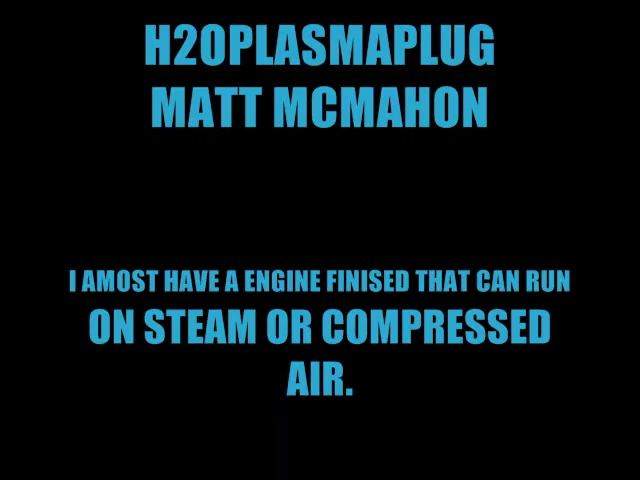 H2OPLASMAPLUG
MATT MCMAHON
I AMOST HAVE A ENGINE FINISED THAT CAN RUN
ON STEAM OR COMPRESSED
AIR.